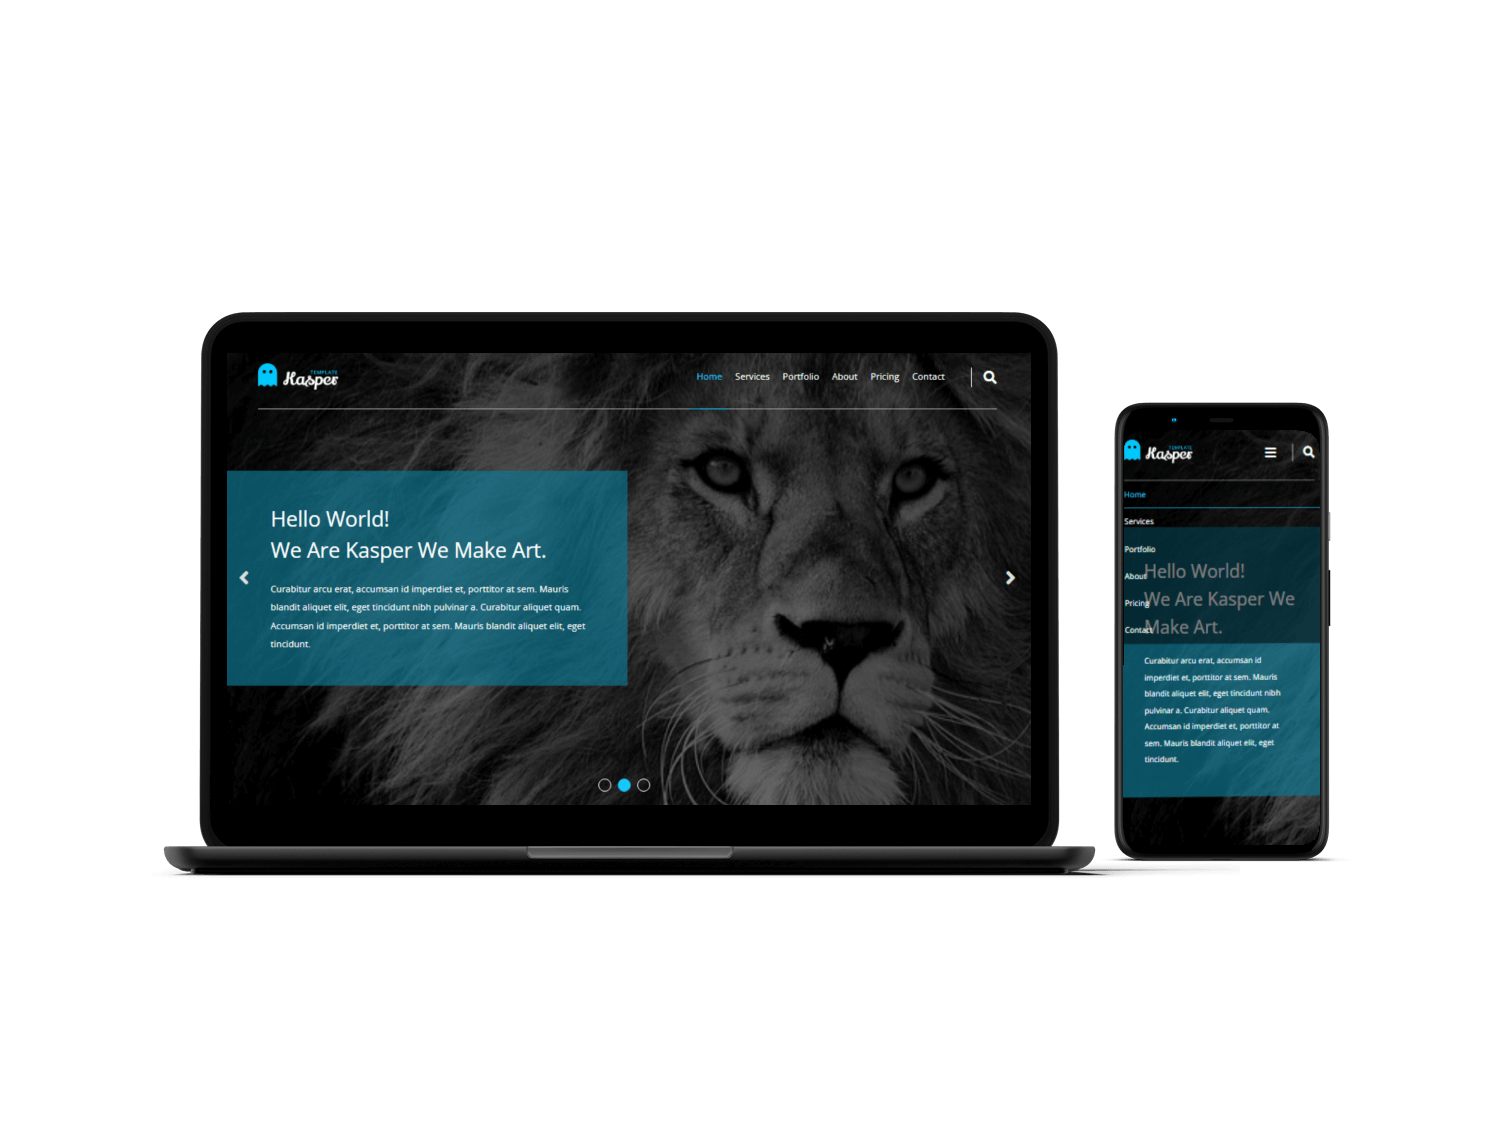 TEMPLATE
Kasper
Home Services Portfolio About Pricing Contact
Hello World!
We Are Kasper We Make Art.
Curabitur arcu erat, accumsan id imperdiet et, porttitor at sem. Mauris
blandit aliquet elit, eget tincidunt nibh pulvinar a. Curabitur aliquet quam.
Accumsan id imperdiet et, porttitor at sem. Mauris blandit aliquet elit, eget
tincidunt.
TEMPLATE
Kasper
Home
Services
Portfolio
About
Pricing
Contact
Hello World!
We Are Kasper We
Make Art.
Curabitur arcu erat, accumsan id
imperdiet et, porttitor at sem. Mauris
blandit aliquet elit, eget tincidunt nibh
pulvinar a. Curabitur aliquet quam.
Accumsan id imperdiet et, porttitor at
sem. Mauris blandit aliquet elit, eget
tincidunt.